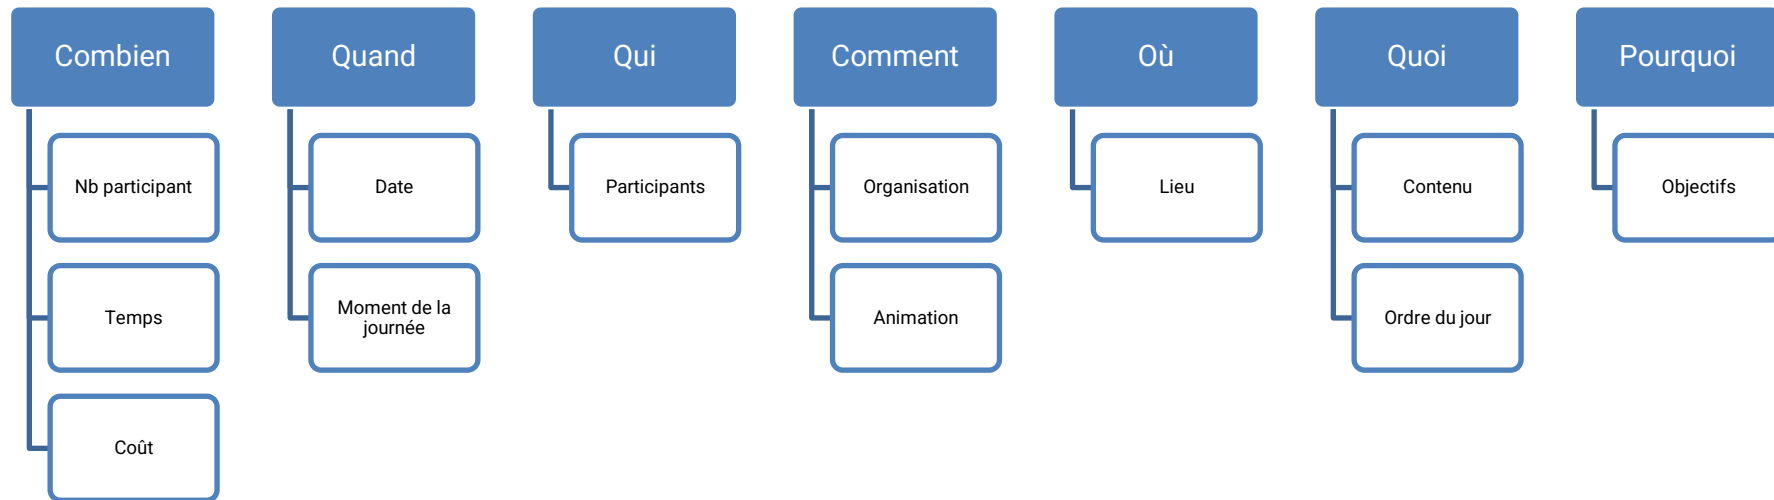 Combien
Nb participant
Temps
Coût
Quand
Date
Moment de la
journée
Qui
Participants
Comment
Organisation
Animation
Où
Lieu
Quoi
Contenu
Ordre du jour
Pourquoi
Objectifs